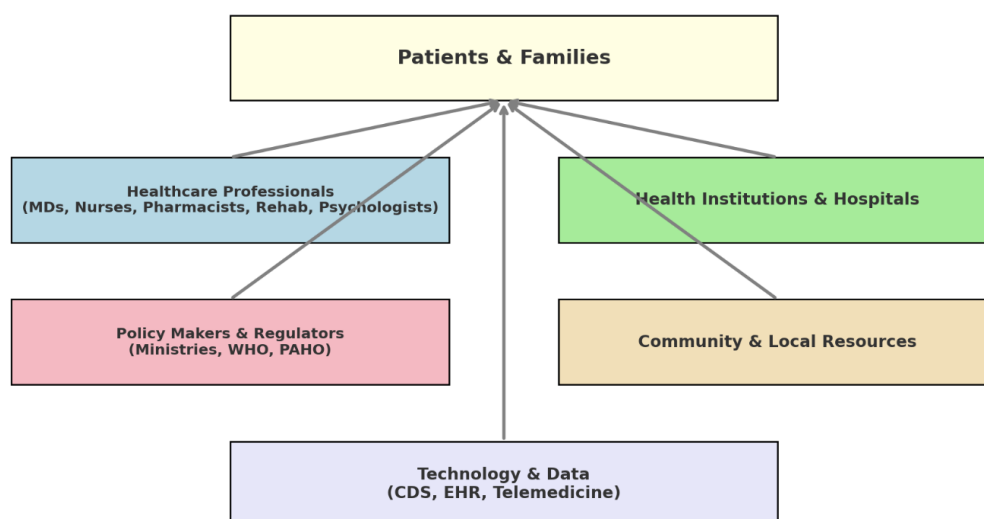 Patients & Families
Healthcare Professionals
(MDs, Nurses, Pharmacists, Rehab, Psychologists)
Health Institutions & Hospitals
Policy Makers & Regulators
(Ministries, WHO, PAHO)
Community & Local Resources
Technology & Data
(CDS, EHR, Telemedicine)